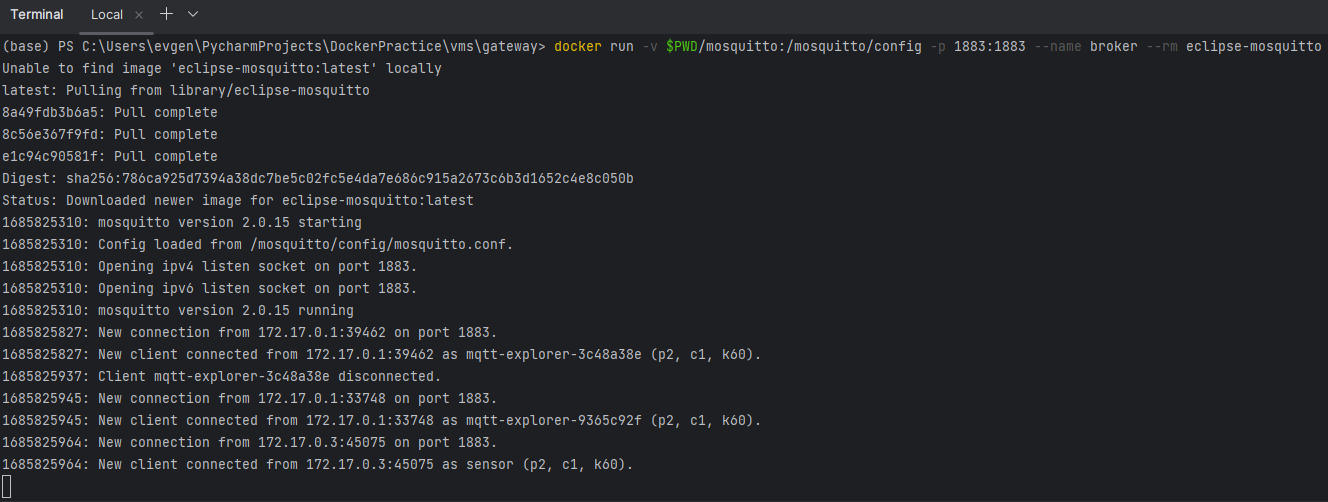 Terminal Local
(base) PS C:\Users\evgen\PycharmProjects\DockerPractice\vms\gateway> docker run -v $PWD/mosquitto:/mosquitto/config -p 1883:1883 --name broker --rm eclipse-mosquitto
Unable to find image 'eclipse-mosquitto:latest' locally
latest: Pulling from library/eclipse-mosquitto
8a49fdb3b6a5: Pull complete
8c56e367f9fd: Pull complete
e1c94c90581f: Pull complete
Digest: sha256:786ca925d7394a38dc7be5c02fc5e4da7e686c915a2673c6b3d1652c4e8c050b
Status: Downloaded newer image for eclipse-mosquitto:latest
1685825310: mosquitto version 2.0.15 starting
1685825310: Config loaded from /mosquitto/config/mosquitto.conf.
1685825310: Opening ipv4 listen socket on port 1883.
1685825310: Opening ipv6 listen socket on port 1883.
1685825310: mosquitto version 2.0.15 running
1685825827: New connection from 172.17.0.1:39462 on port 1883.
1685825827: New client connected from 172.17.0.1:39462 as mqtt-explorer-3c48a38e (p2, c1, k60).
1685825937: Client mqtt-explorer-3c48a38e disconnected.
1685825945: New connection from 172.17.0.1:33748 on port 1883.
1685825945: New client connected from 172.17.0.1:33748 as mqtt-explorer-9365c92f (p2, c1, k60).
1685825964: New connection from 172.17.0.3:45075 on port 1883.
1685825964: New client connected from 172.17.0.3:45075 as sensor (p2, c1, k60).